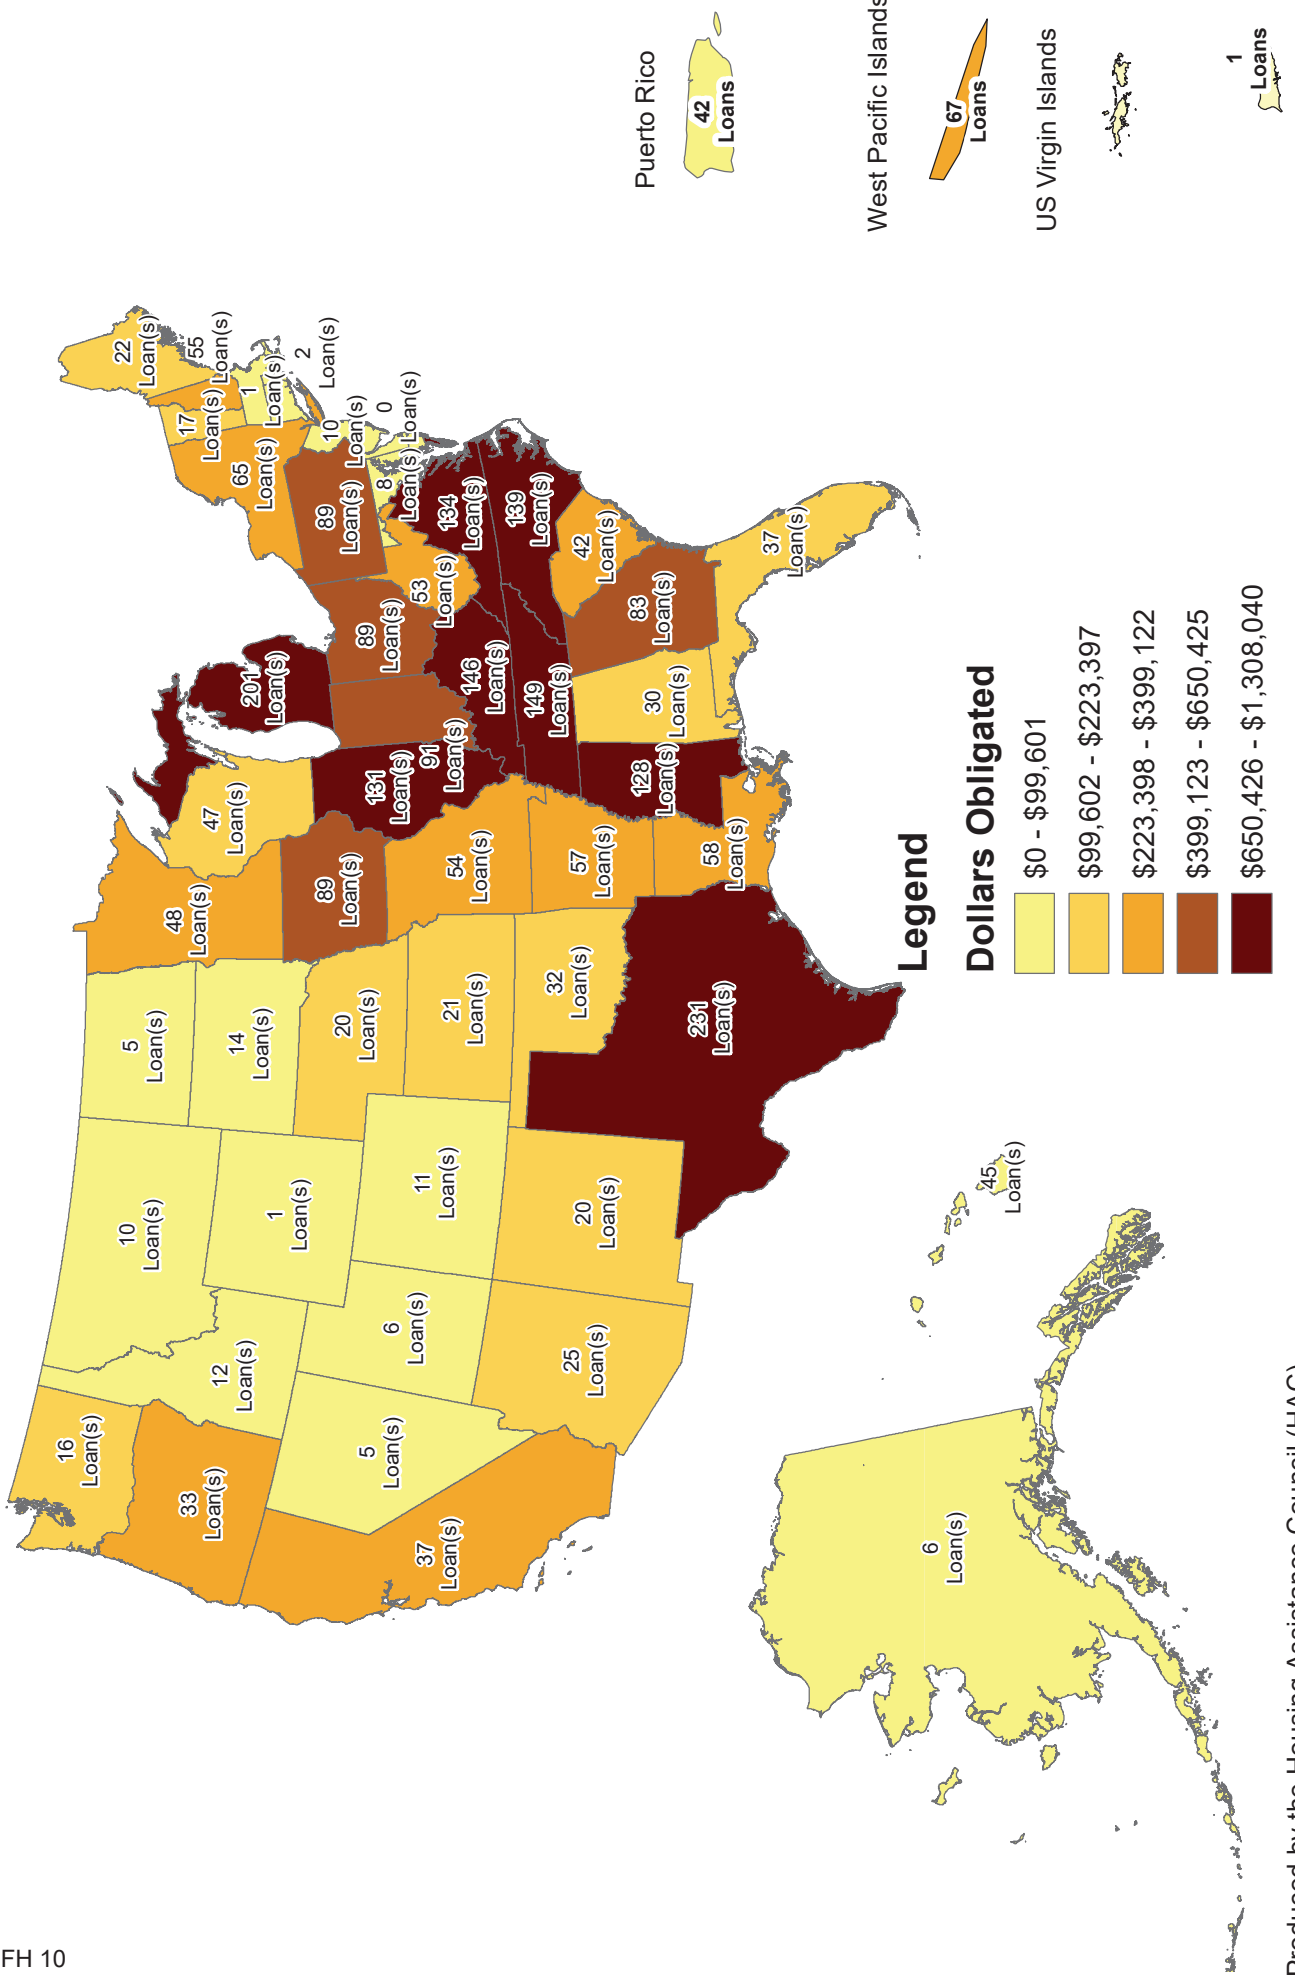 FH 10
16
Loan(s)
33
Loan(s)
37
Loan(s)
12
Loan(s)
5
Loan(s)
10
Loan(s)
1
Loan(s)
6
Loan(s)
11
Loan(s)
25
Loan(s)
20
Loan(s)
5
Loan(s)
14
Loan(s)
20
Loan(s)
21
Loan(s)
32
Loan(s)
231
Loan(s)
48
Loan(s)
89
Loan(s)
54
Loan(s)
57
Loan(s)
58
Loan(s)
47
Loan(s)
131
Loan(s)
91
Loan(s)
201
Loan(s)
89
Loan(s)
146
Loan(s)
149
Loan(s)
128
Loan(s)
30
Loan(s)
83
Loan(s)
37
Loan(s)
42
Loan(s)
139
Loan(s)
134
Loan(s)
53
Loan(s)
89
Loan(s)
65
Loan(s)
17
Loan(s)
22
Loan(s)
55
Loan(s)
1
Loan(s)
2
Loan(s)
10
Loan(s)
0
Loan(s)
8
Loan(s)
6
Loan(s)
45
Loan(s)
Legend
Dollars Obligated
$0 - $99,601
$99,602 - $223,397
$223,398 - $399,122
$399,123 - $650,425
$650,426 - $1,308,040
Puerto Rico
42
Loans
West Pacific Islands
67
Loans
US Virgin Islands
1
Loans
Produced by the Housing Assistance Council (HAC)